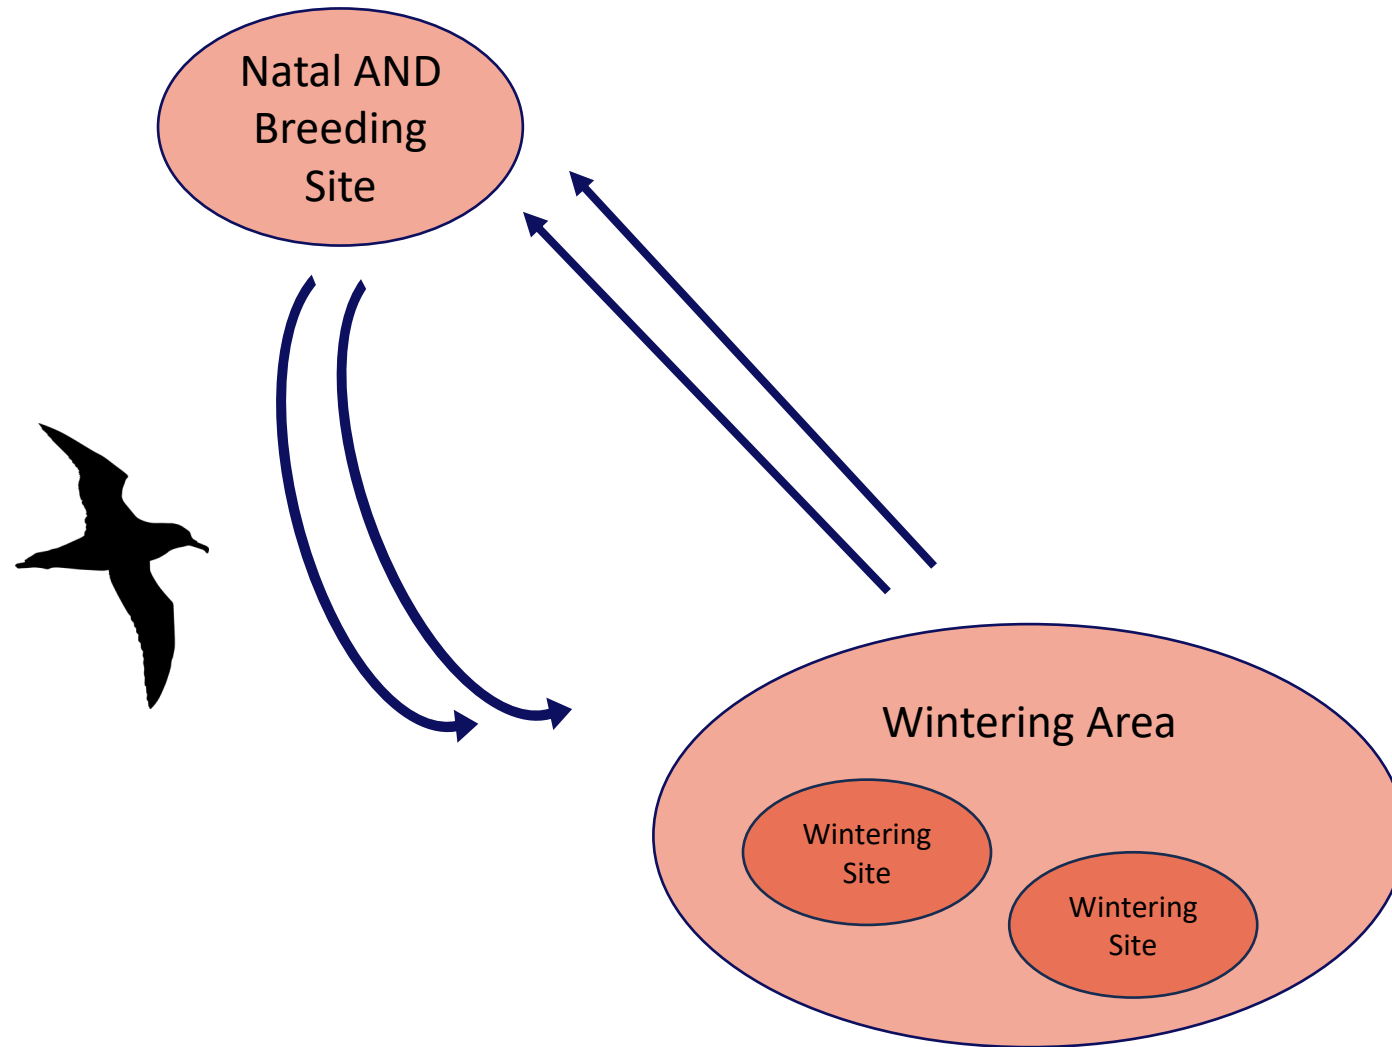 Natal AND
Breeding
Site
Wintering Area
Wintering
Site
Wintering
Site